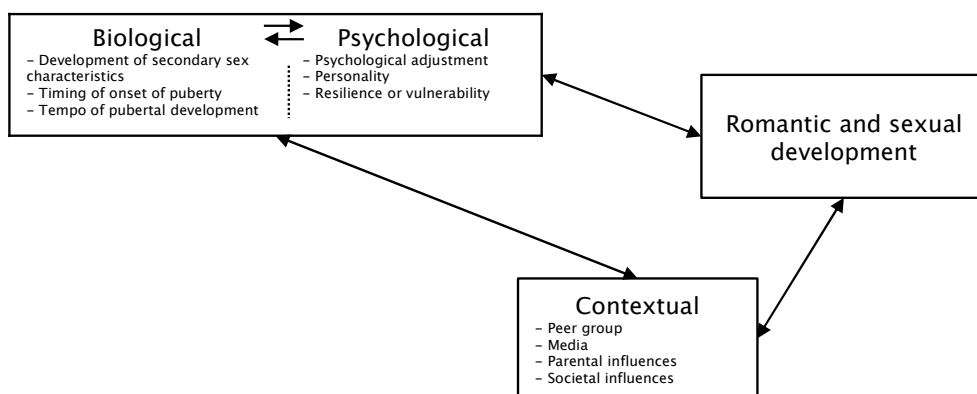 Biological
– Development of secondary sex
characteristics
– Timing of onset of puberty
– Tempo of pubertal development
Psychological
– Psychological adjustment
– Personality
– Resilience or vulnerability
Romantic and sexual
development
Contextual
– Peer group
– Media
– Parental influences
– Societal influences